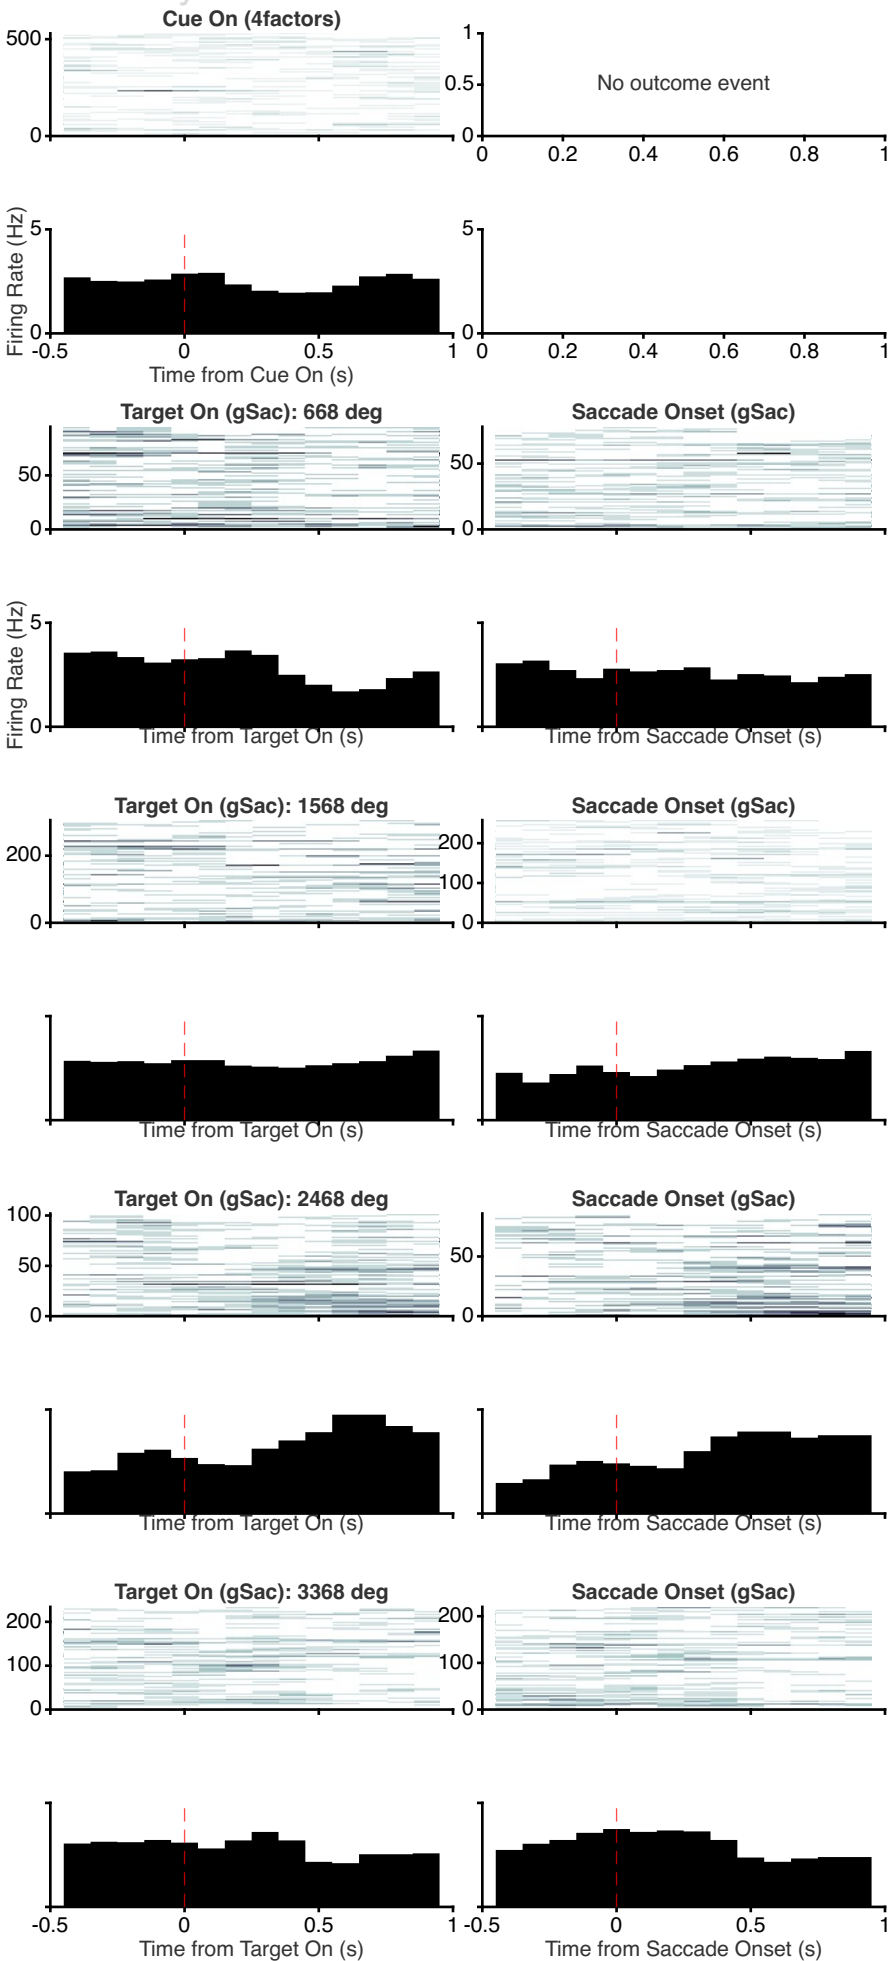 Cue On (4factors)
500
0
1
0.5
0
No outcome event
0 0.2 0.4 0.6 0.8 1
Firing Rate (Hz)
5
0
-0.5 0 0.5 1
Time from Cue On (s)
5
0
0 0.2 0.4 0.6 0.8 1
Target On (gSac): 668 deg
50
0
Saccade Onset (gSac)
50
0
Firing Rate (Hz)
5
0
Time from Target On (s)
Time from Saccade Onset (s)
Target On (gSac): 1568 deg
200
0
Saccade Onset (gSac)
200
100
0
Time from Target On (s)
Time from Saccade Onset (s)
Target On (gSac): 2468 deg
100
50
0
Saccade Onset (gSac)
50
0
Time from Target On (s)
Time from Saccade Onset (s)
Target On (gSac): 3368 deg
200
100
0
Saccade Onset (gSac)
200
100
0
-0.5 0 0.5 1
Time from Target On (s)
-0.5 0 0.5 1
Time from Saccade Onset (s)